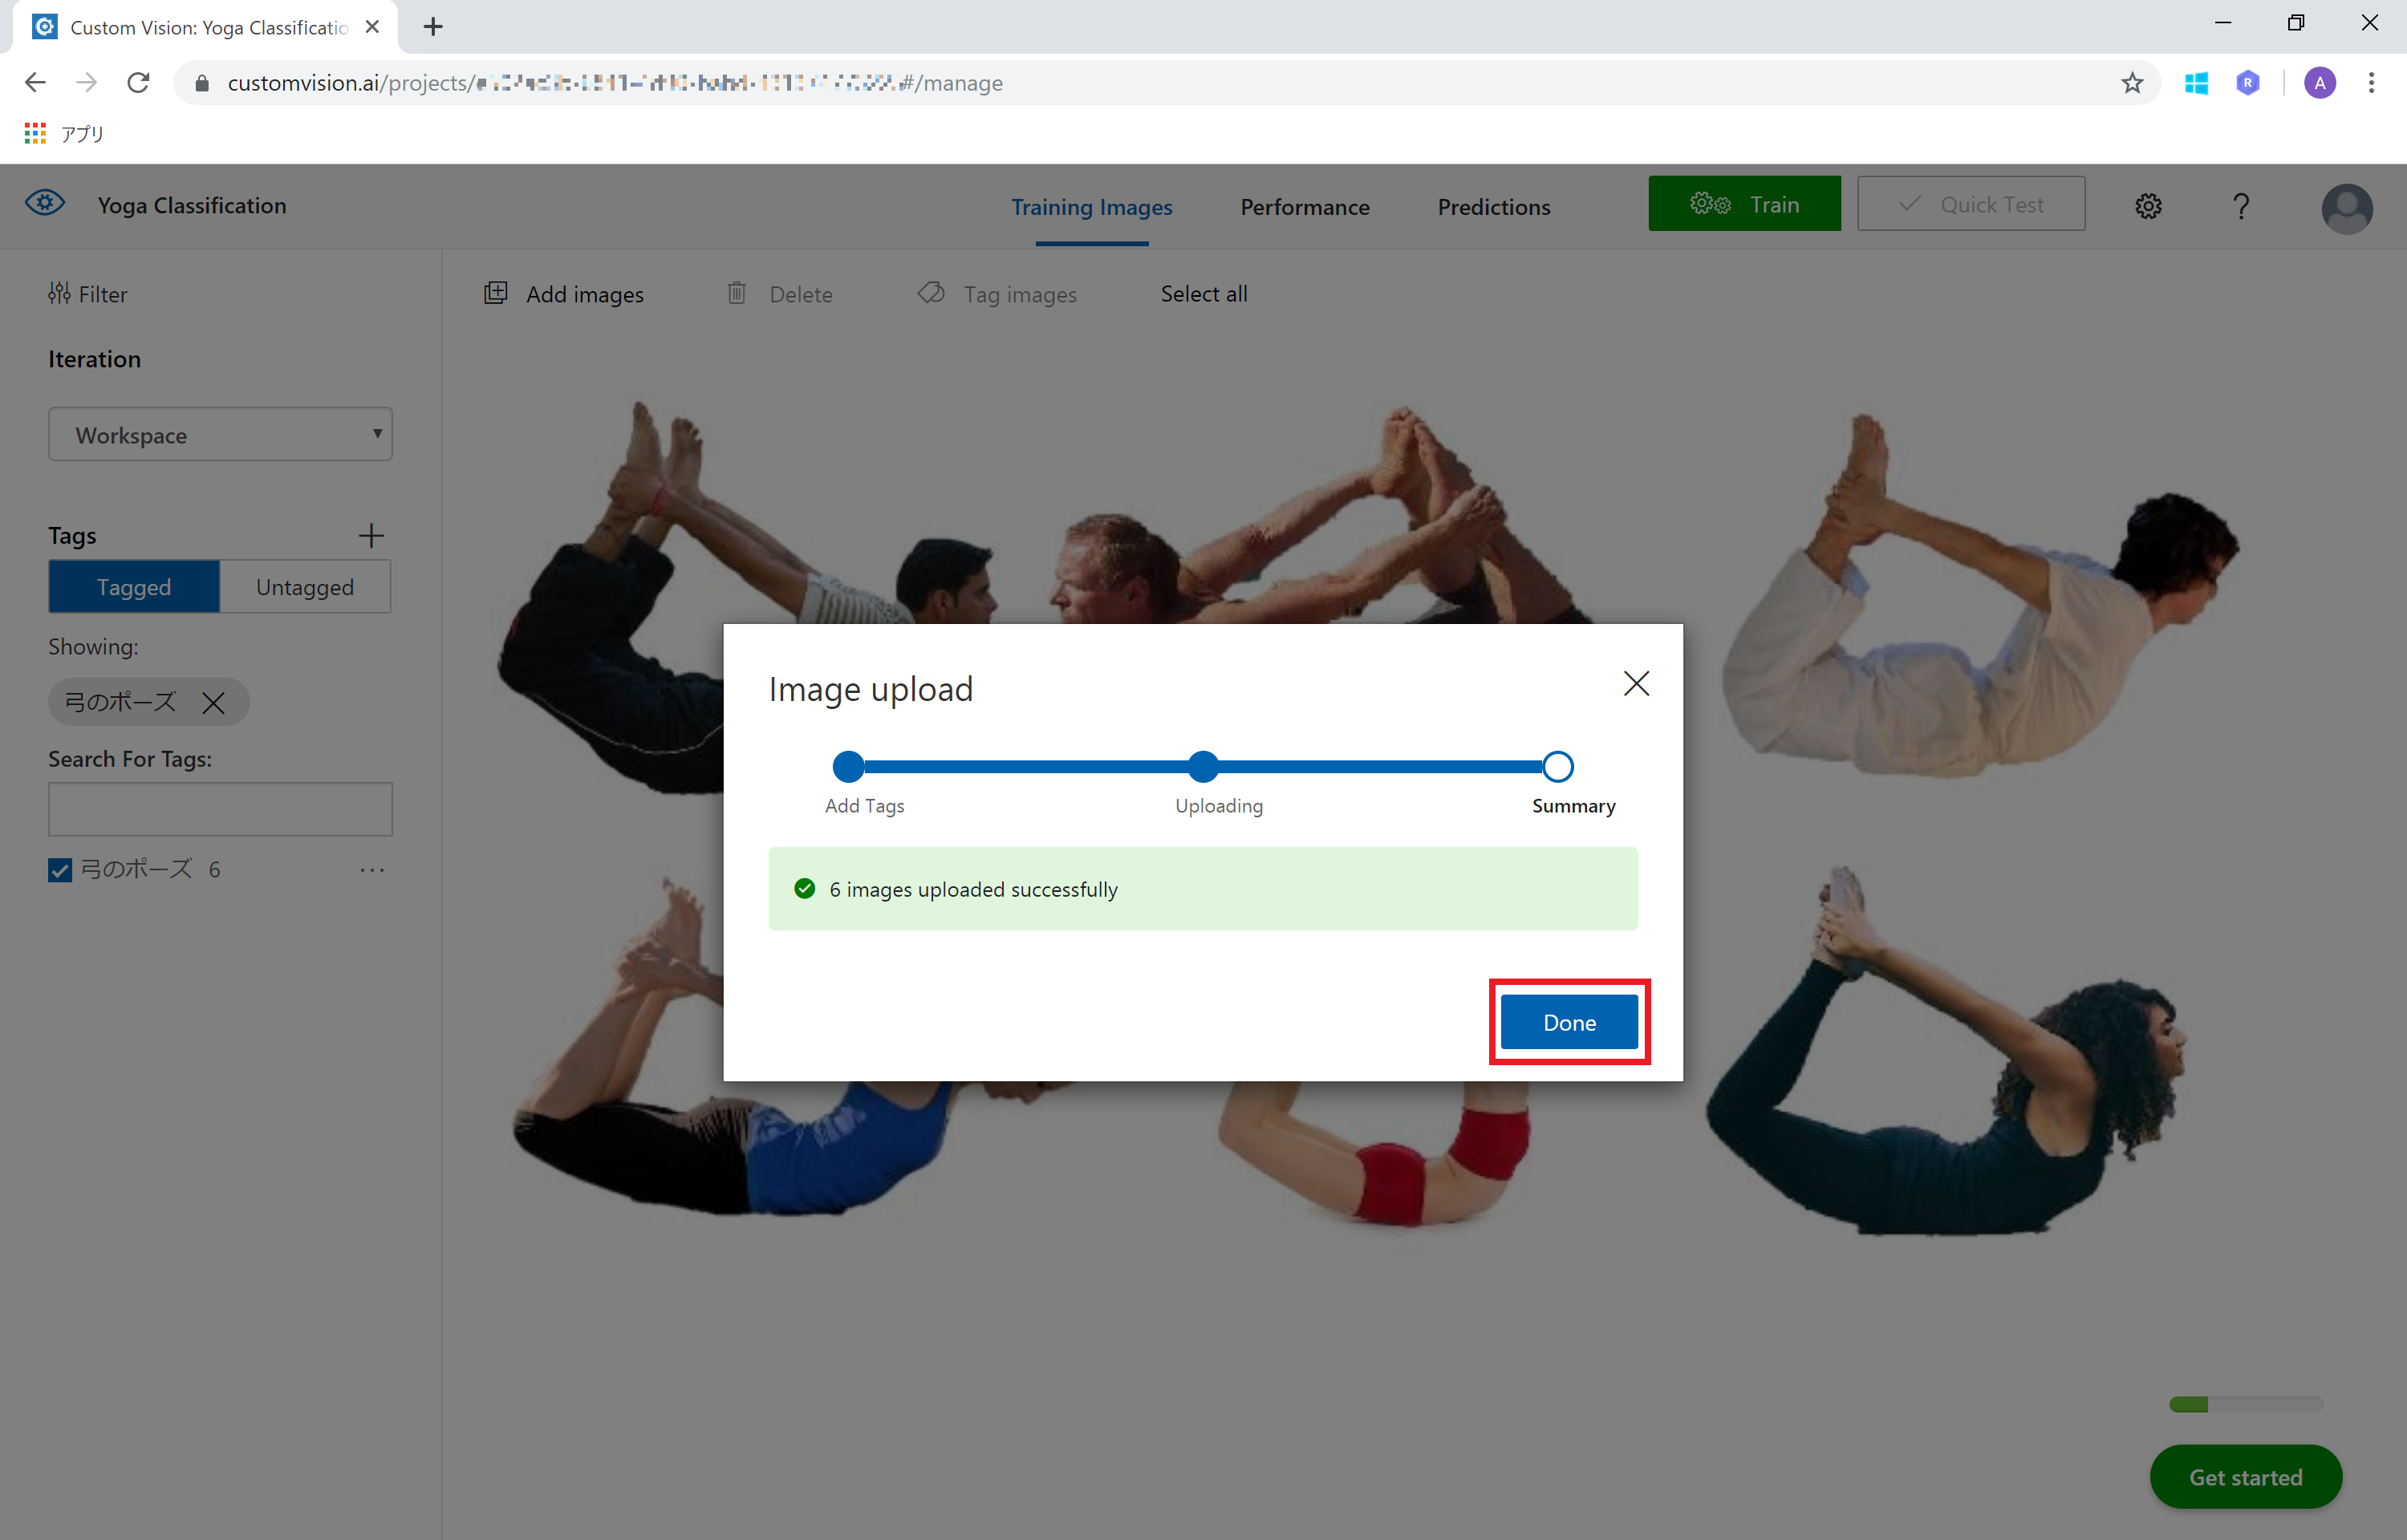 Custom Vision: Yoga Classificatio
customvision.ai/projects/
#/manage
R
A
アプリ
Yoga Classification
Training Images
Performance
Predictions
Train
Quick Test
?
Filter
Add images
Delete
Tag images
Select all
Iteration
Workspace
Tags
Tagged
Untagged
Showing:
弓のポーズ
Search For Tags:
弓のポーズ 6
Image upload
Add Tags
Uploading
Summary
6 images uploaded successfully
Done
Get started